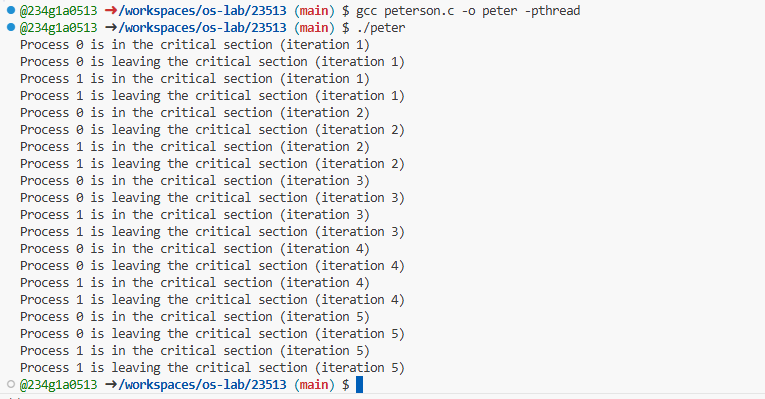 @234g1a0513 ➜/workspaces/os-lab/23513 (main) $ gcc peterson.c -o peter -pthread
@234g1a0513 ➜/workspaces/os-lab/23513 (main) $ ./peter
Process 0 is in the critical section (iteration 1)
Process 0 is leaving the critical section (iteration 1)
Process 1 is in the critical section (iteration 1)
Process 1 is leaving the critical section (iteration 1)
Process 0 is in the critical section (iteration 2)
Process 0 is leaving the critical section (iteration 2)
Process 1 is in the critical section (iteration 2)
Process 1 is leaving the critical section (iteration 2)
Process 0 is in the critical section (iteration 3)
Process 0 is leaving the critical section (iteration 3)
Process 1 is in the critical section (iteration 3)
Process 1 is leaving the critical section (iteration 3)
Process 0 is in the critical section (iteration 4)
Process 0 is leaving the critical section (iteration 4)
Process 1 is in the critical section (iteration 4)
Process 1 is leaving the critical section (iteration 4)
Process 0 is in the critical section (iteration 5)
Process 0 is leaving the critical section (iteration 5)
Process 1 is in the critical section (iteration 5)
Process 1 is leaving the critical section (iteration 5)
@234g1a0513 ➜/workspaces/os-lab/23513 (main) $